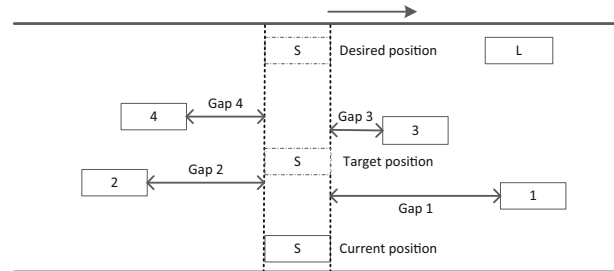 S Desired position L
Gap 4
4
Gap 3
3
S Target position
Gap 2
2
1
Gap 1
S Current position